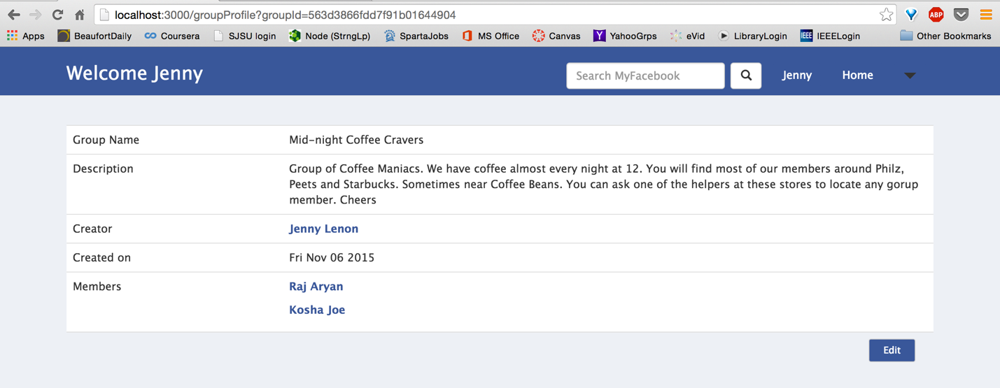 localhost:3000/groupProfile?groupId=563d3866fdd7f91b01644904
ABP
Apps BeaufortDaily Coursera SJSU login Node (StrngLp) SpartaJobs MS Office Canvas YahooGrps eVid LibraryLogin IEEE IEEELogin Other Bookmarks
Welcome Jenny Search MyFacebook Jenny Home
Group Name Mid-night Coffee Cravers
Description Group of Coffee Maniacs. We have coffee almost every night at 12. You will find most of our members around Philz,
Peets and Starbucks. Sometimes near Coffee Beans. You can ask one of the helpers at these stores to locate any gorup
member. Cheers
Creator Jenny Lenon
Created on Fri Nov 06 2015
Members Raj Aryan
Kosha Joe
Edit